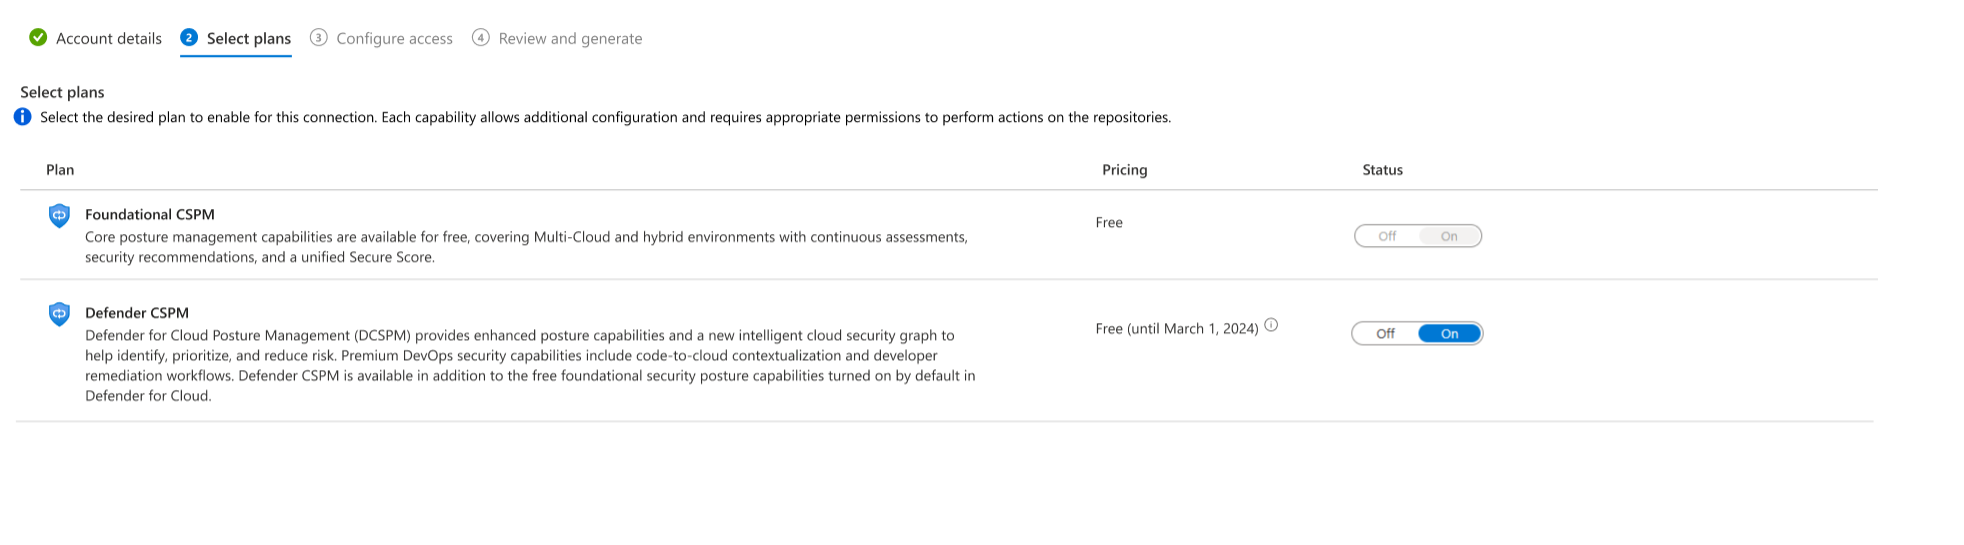 Account details 2 Select plans 3 Configure access 4 Review and generate
Select plans
Select the desired plan to enable for this connection. Each capability allows additional configuration and requires appropriate permissions to perform actions on the repositories.
Plan Pricing Status
Foundational CSPM
Free
Core posture management capabilities are available for free, covering Multi-Cloud and hybrid environments with continuous assessments,
security recommendations, and a unified Secure Score.
Off On
Defender CSPM
Defender for Cloud Posture Management (DCSPM) provides enhanced posture capabilities and a new intelligent cloud security graph to
help identify, prioritize, and reduce risk. Premium DevOps security capabilities include code-to-cloud contextualization and developer
remediation workflows. Defender CSPM is available in addition to the free foundational security posture capabilities turned on by default in
Defender for Cloud.
Free (until March 1, 2024)
Off On